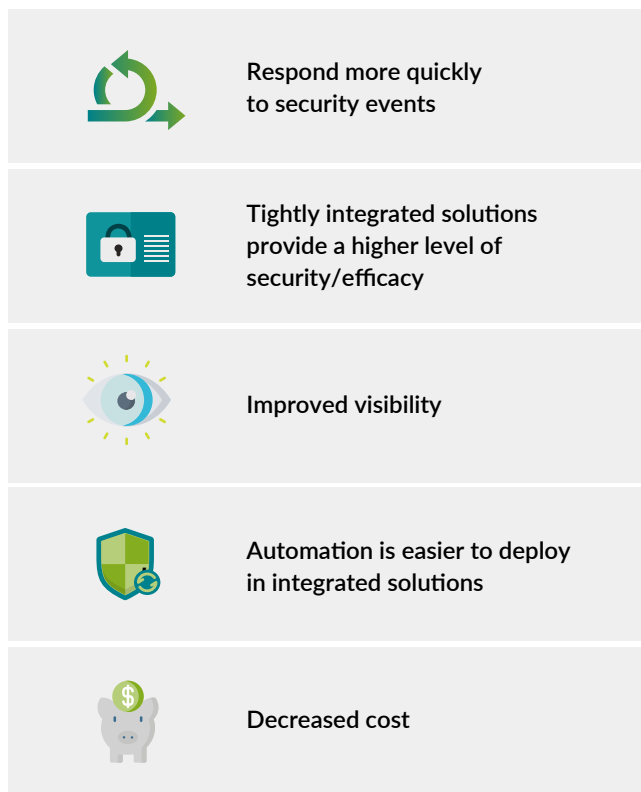 Respond more quickly
to security events
Tightly integrated solutions
provide a higher level of
security/efficacy
Improved visibility
Automation is easier to deploy
in integrated solutions
$
Decreased cost